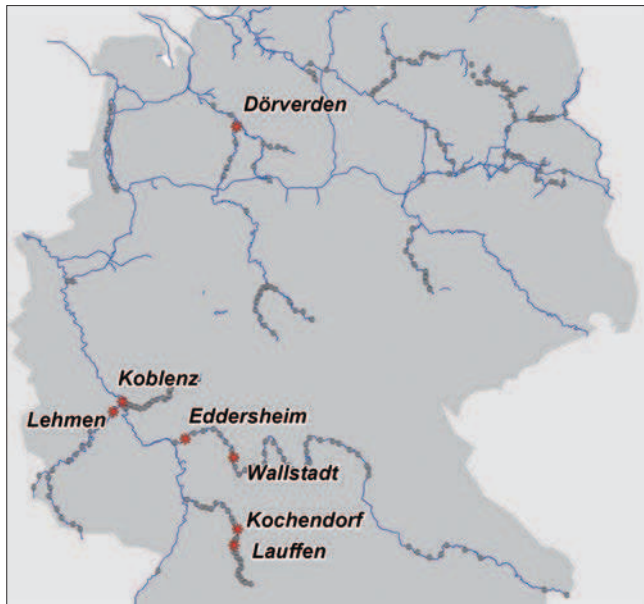 Dörverden
Koblenz
Lehmen
Eddersheim
Wallstadt
Kochendorf
Lauffen